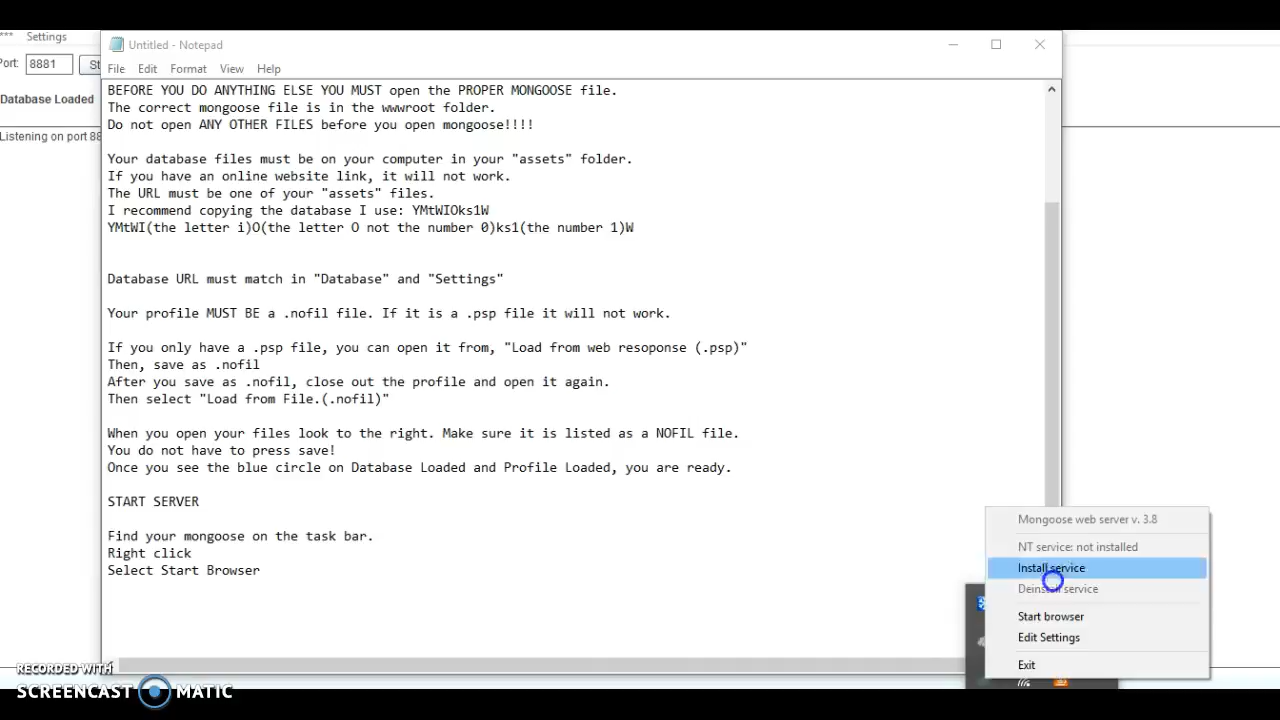 *** Settings
Port: 8881 St
Database Loaded
Listening on port 88
Untitled - Notepad
File Edit Format View Help
BEFORE YOU DO ANYTHING ELSE YOU MUST open the PROPER MONGOOSE file.
The correct mongoose file is in the wwwroot folder.
Do not open ANY OTHER FILES before you open mongoose!!!!
Your database files must be on your computer in your "assets" folder.
If you have an online website link, it will not work.
The URL must be one of your "assets" files.
I recommend copying the database I use: YMtWIOks1W
YMtWI(the letter i)O(the letter O not the number 0)ks1(the number 1)W
Database URL must match in "Database" and "Settings"
Your profile MUST BE a .nofil file. If it is a .psp file it will not work.
If you only have a .psp file, you can open it from, "Load from web resoponse (.psp)"
Then, save as .nofil
After you save as .nofil, close out the profile and open it again.
Then select "Load from File.(.nofil)"
When you open your files look to the right. Make sure it is listed as a NOFIL file.
You do not have to press save!
Once you see the blue circle on Database Loaded and Profile Loaded, you are ready.
START SERVER
Find your mongoose on the task bar.
Right click
Select Start Browser
Mongoose web server v. 3.8
NT service: not installed
Install service
Deinstall service
Start browser
Edit Settings
Exit
RECORDED WITH
SCREENCAST MATIC